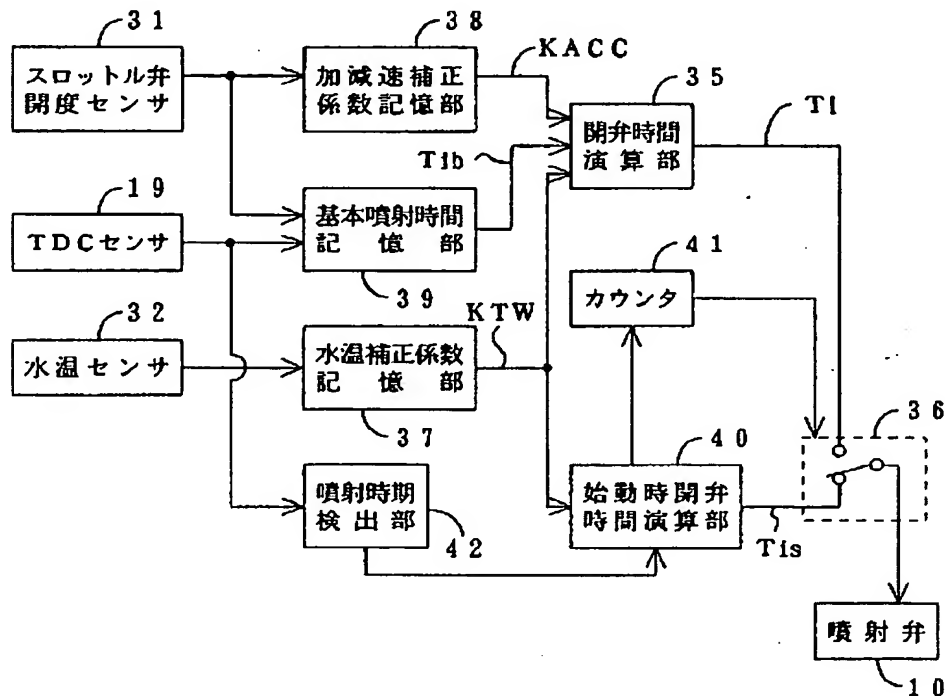 31
スロットル弁
開度センサ
38
加減速補正
係数記憶部
KACC
35
開弁時間
演算部
TI
Tib
19
TDCセンサ
基本噴射時間
記憶部
39
41
カウンタ
32
水温センサ
KTW
水温補正係数
記憶部
37
36
噴射時期
検出部
42
40
始動時開弁
時間演算部
Tis
噴射弁
10